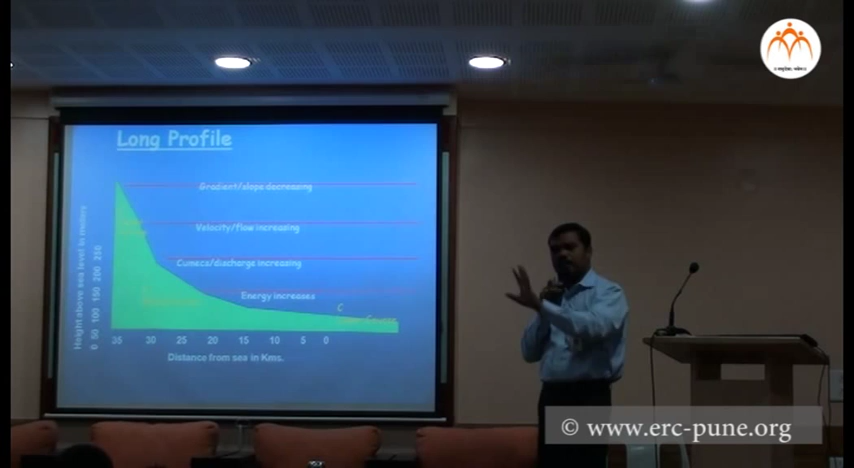 Long Profile
Gradient/slope decreasing
Velocity/flow increasing
Cumecs/discharge increasing
Energy increases
C
Lower Course
Height above sea level in meters
0 50 100 150 200 250
35 30 25 20 15 10 5 0
Distance from sea in Kms.
© www.erc-pune.org